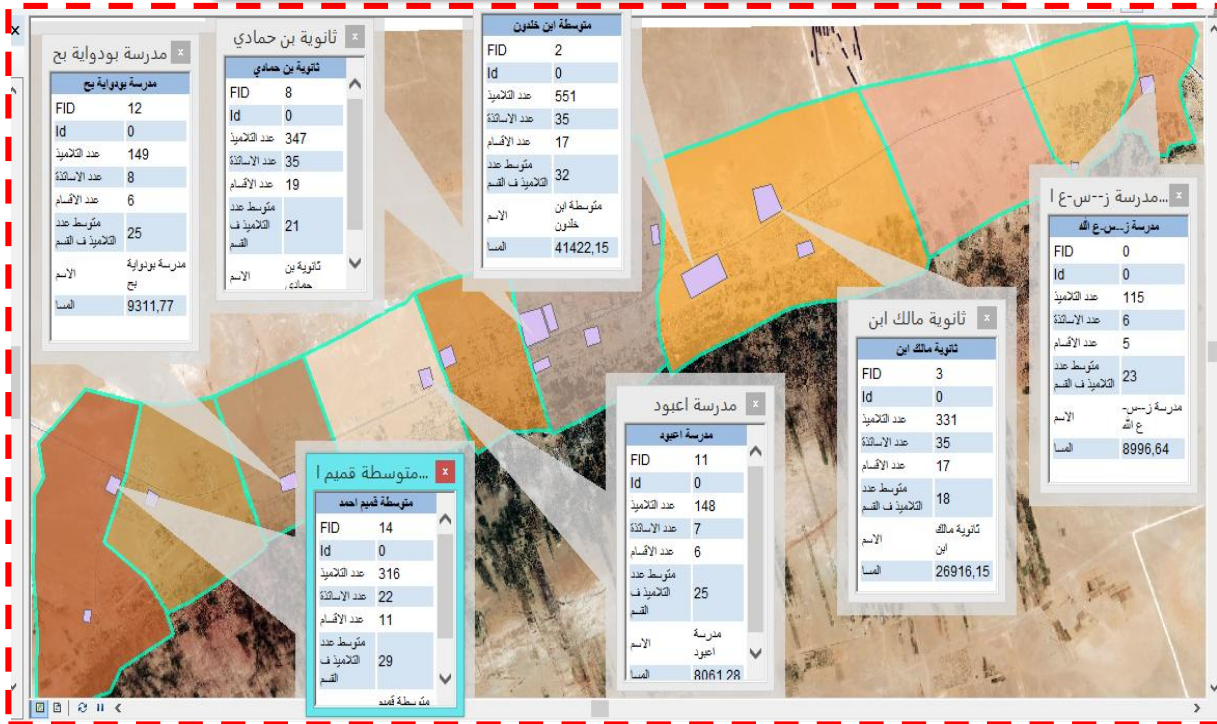 مدرسة بودواية بح
مدرسة بودواية بح
FID 12
Id 0
عدد التلاميذ 149
عدد الاساتذة 8
عدد الاقسام 6
متوسط عدد
التلاميذ ف القسم 25
الاسم مدرسة بودواية
بح
المسا 9311,77
ثانوية بن حمادي
ثانوية بن حمادي
FID 8
Id 0
عدد التلاميذ 347
عدد الاساتذة 35
عدد الاقسام 19
متوسط عدد
التلاميذ ف 21
القسم
الاسم ثانوية بن
حمادي
متوسطة ابن خلدون
FID 2
Id 0
عدد التلاميذ 551
عدد الاساتذة 35
عدد الاقسام 17
متوسط عدد
التلاميذ ف القسم 32
الاسم متوسطة ابن
خلدون
المسا 41422,15
مدرسة ز--س-ع ا...
مدرسة ز--س-ع الله
FID 0
Id 0
عدد التلاميذ 115
عدد الاساتذة 6
عدد الاقسام 5
متوسط عدد
التلاميذ ف القسم 23
الاسم مدرسة ز--س-
ع الله
المسا 8996,64
ثانوية مالك ابن
ثانوية مالك ابن
FID 3
Id 0
عدد التلاميذ 331
عدد الاساتذة 35
عدد الاقسام 17
متوسط عدد
التلاميذ ف القسم 18
الاسم ثانوية مالك
ابن
المسا 26916,15
مدرسة اعبود
مدرسة اعبود
FID 11
Id 0
عدد التلاميذ 148
عدد الاساتذة 7
عدد الاقسام 6
متوسط عدد
التلاميذ ف 25
القسم
الاسم مدرسة
اعبود
المسا 8061,28
متوسطة قميم ا...
متوسطة قميم احمد
FID 14
Id 0
عدد التلاميذ 316
عدد الاساتذة 22
عدد الاقسام 11
متوسط عدد
التلاميذ ف 29
القسم
متوسطة قميم